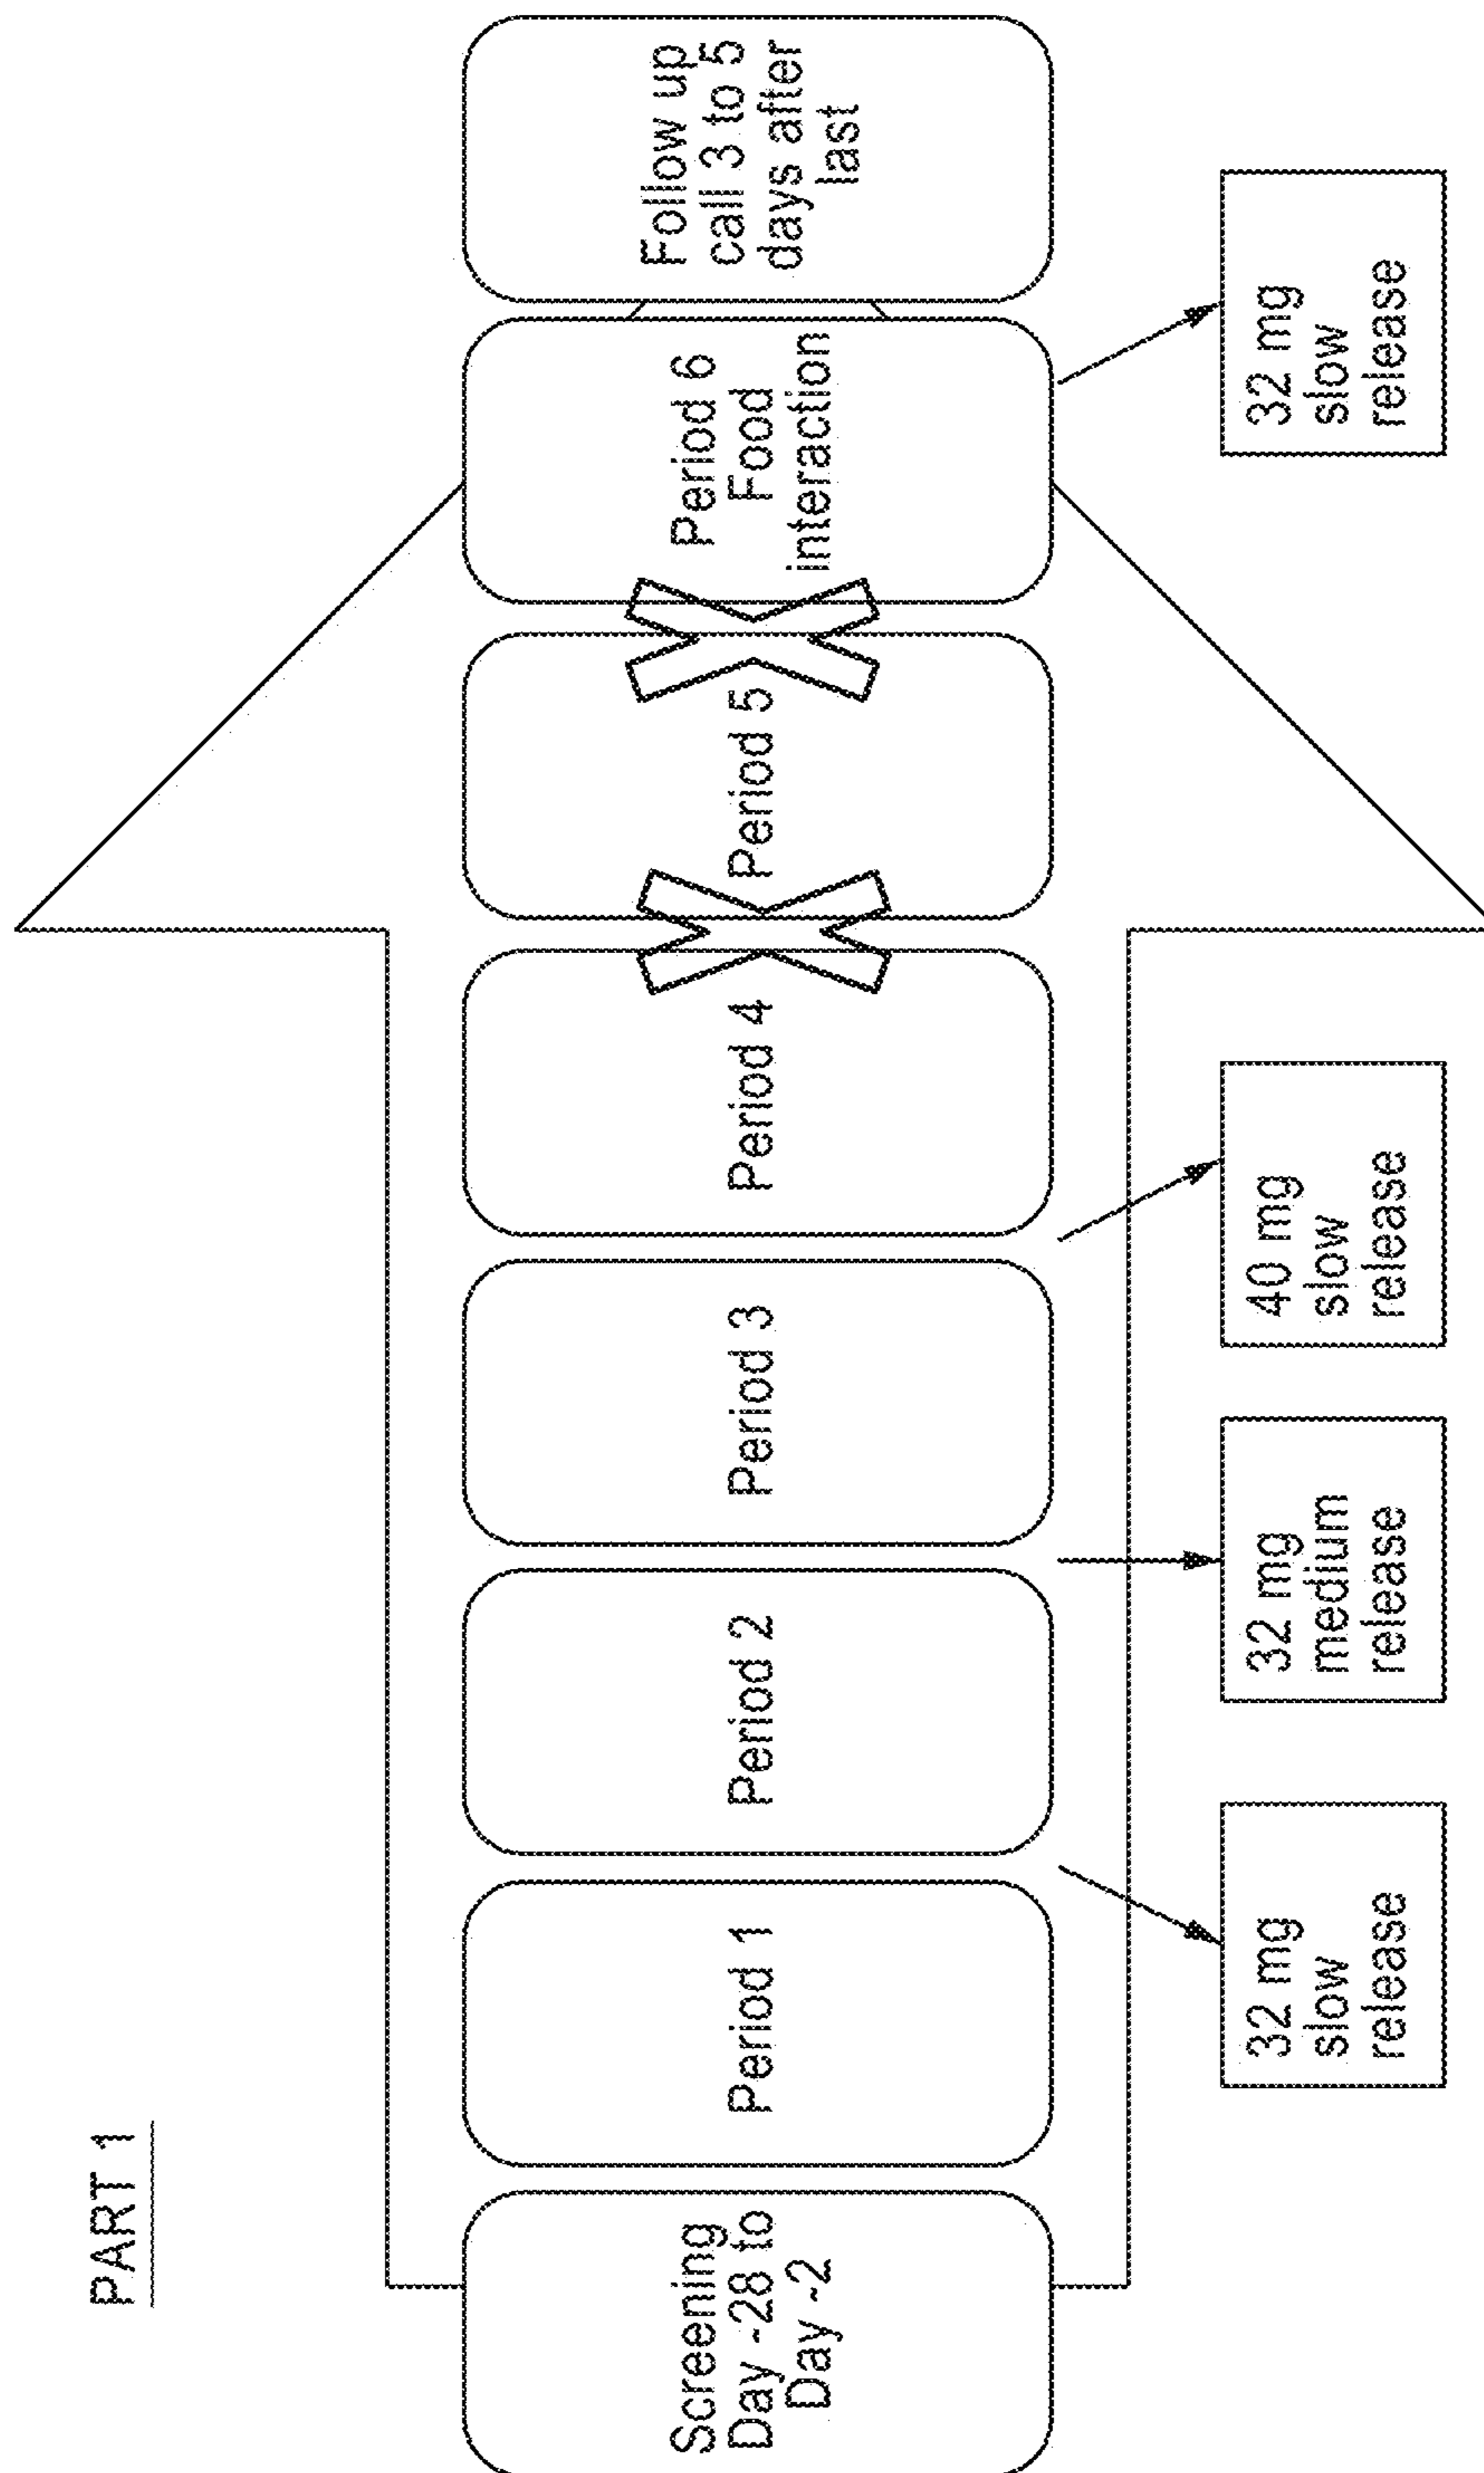 PART 1
Screening
Day -28 to
Day -2
Period 1
Period 2
Period 3
Period 4
Period 5
Period 6
Food
interaction
Follow up
call 3 to 5
days after
last
32 mg
slow
release
32 mg
medium
release
40 mg
slow
release
32 mg
slow
release